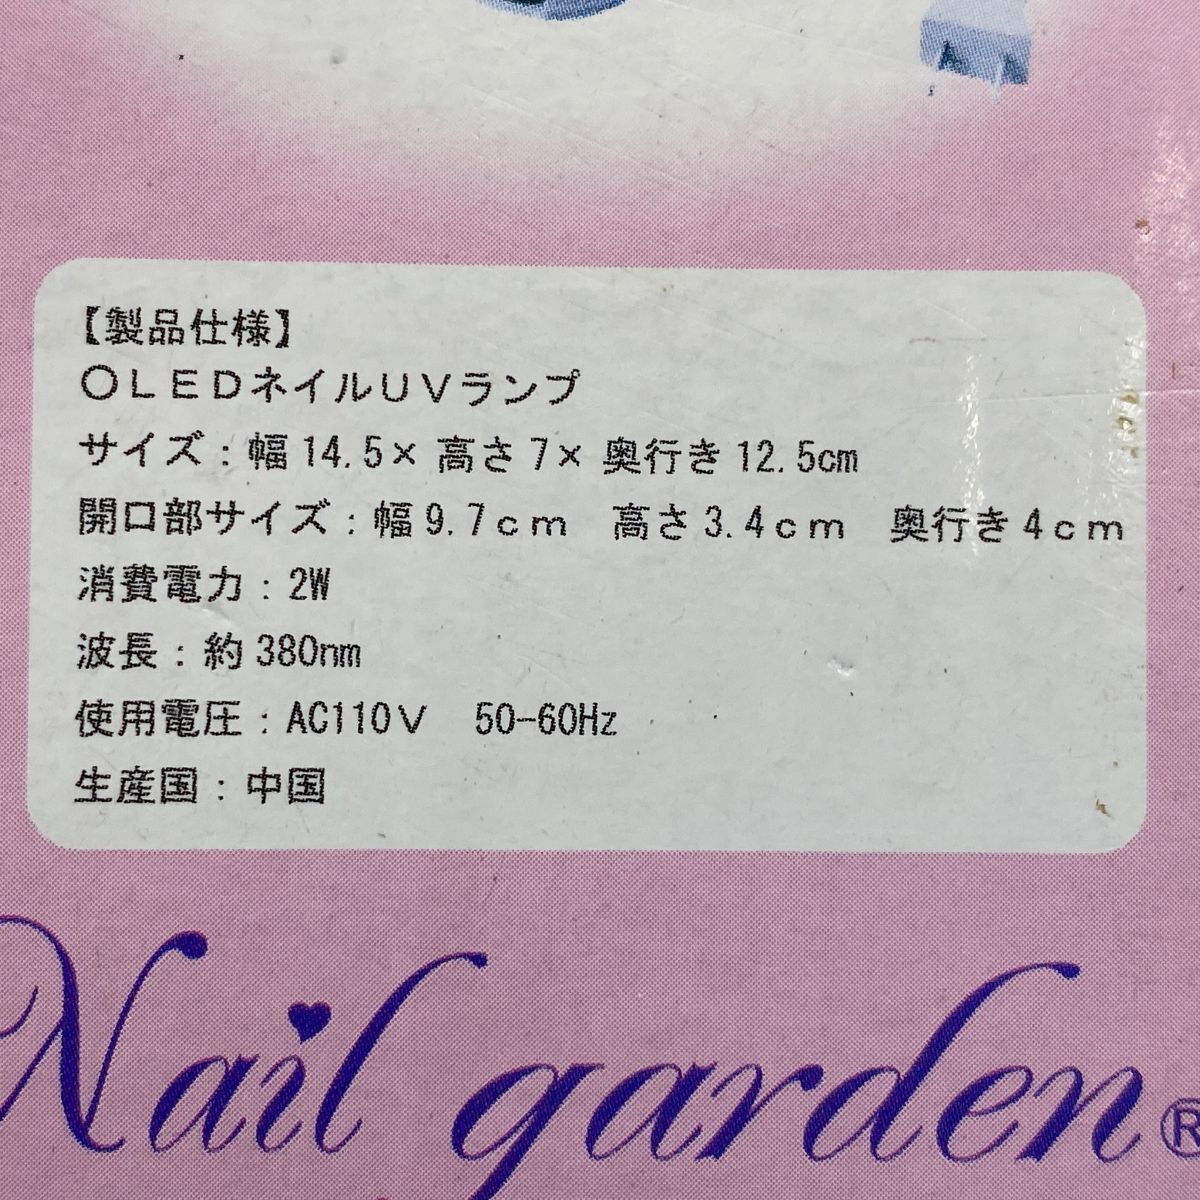 【製品仕様】
OLEDネイルUVランプ
サイズ：幅14.5×高さ7×奥行き12.5cm
開口部サイズ：幅9.7cm　高さ3.4cm　奥行き4cm
消費電力：2W
波長：約380nm
使用電圧：AC110V　50-60Hz
生産国：中国
Nail garden®